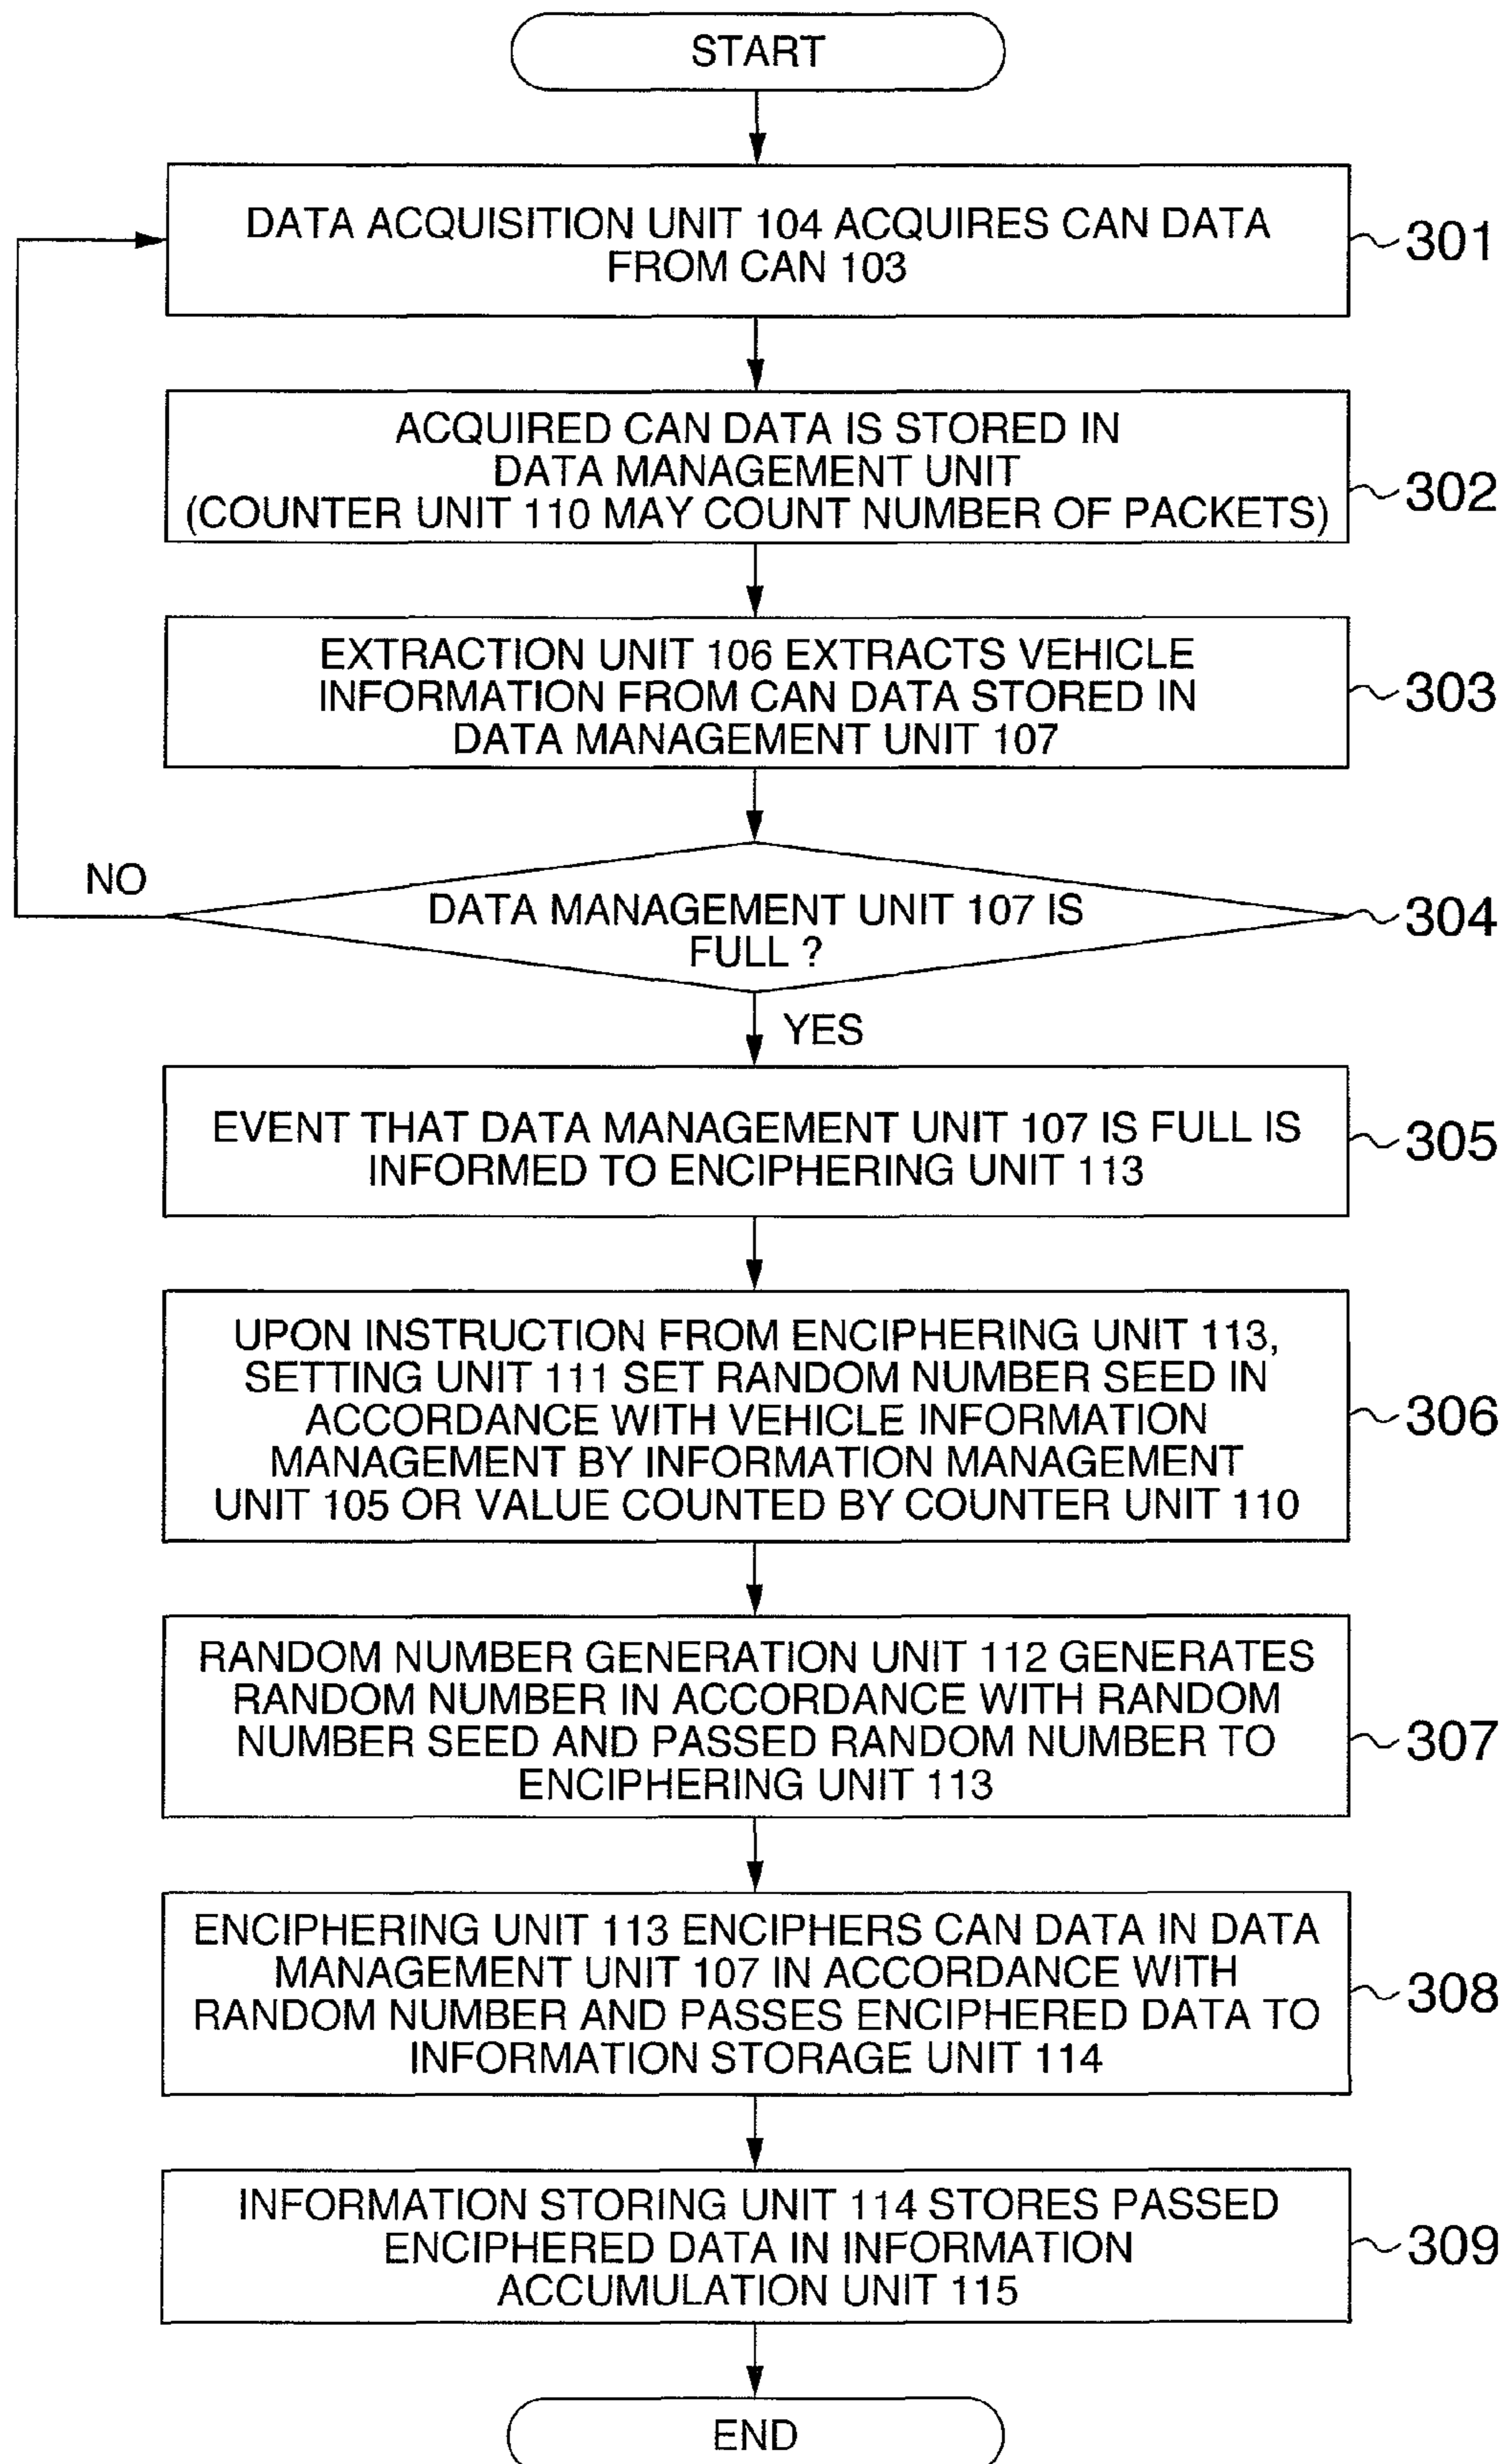 START
DATA ACQUISITION UNIT 104 ACQUIRES CAN DATA
FROM CAN 103
301
ACQUIRED CAN DATA IS STORED IN
DATA MANAGEMENT UNIT
(COUNTER UNIT 110 MAY COUNT NUMBER OF PACKETS)
302
EXTRACTION UNIT 106 EXTRACTS VEHICLE
INFORMATION FROM CAN DATA STORED IN
DATA MANAGEMENT UNIT 107
303
NO
DATA MANAGEMENT UNIT 107 IS
FULL ?
304
YES
EVENT THAT DATA MANAGEMENT UNIT 107 IS FULL IS
INFORMED TO ENCIPHERING UNIT 113
305
UPON INSTRUCTION FROM ENCIPHERING UNIT 113,
SETTING UNIT 111 SET RANDOM NUMBER SEED IN
ACCORDANCE WITH VEHICLE INFORMATION
MANAGEMENT BY INFORMATION MANAGEMENT
UNIT 105 OR VALUE COUNTED BY COUNTER UNIT 110
306
RANDOM NUMBER GENERATION UNIT 112 GENERATES
RANDOM NUMBER IN ACCORDANCE WITH RANDOM
NUMBER SEED AND PASSED RANDOM NUMBER TO
ENCIPHERING UNIT 113
307
ENCIPHERING UNIT 113 ENCIPHERS CAN DATA IN DATA
MANAGEMENT UNIT 107 IN ACCORDANCE WITH
RANDOM NUMBER AND PASSES ENCIPHERED DATA TO
INFORMATION STORAGE UNIT 114
308
INFORMATION STORING UNIT 114 STORES PASSED
ENCIPHERED DATA IN INFORMATION
ACCUMULATION UNIT 115
309
END